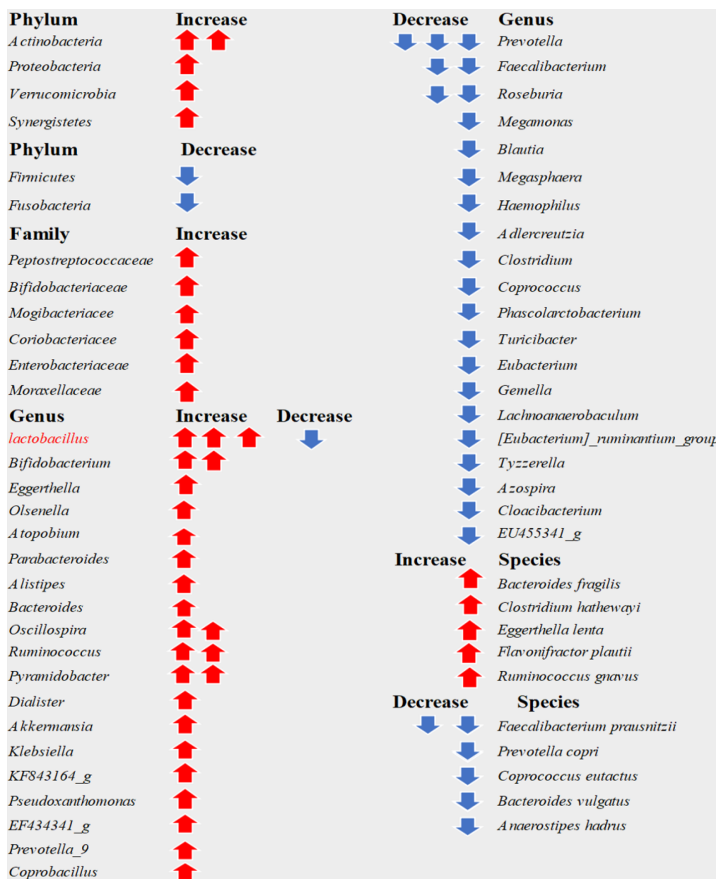 Phylum Increase
Actinobacteria
Proteobacteria
Verrucomicrobia
Synergistetes
Phylum Decrease
Firmicutes
Fusobacteria
Family Increase
Peptostreptococcaceae
Bifidobacteriaceae
Mogibacteriacee
Coriobacteriacee
Enterobacteriaceae
Moraxellaceae
Genus Increase Decrease
lactobacillus
Bifidobacterium
Eggerthella
Olsenella
Atopobium
Parabacteroides
Alistipes
Bacteroides
Oscillospira
Ruminococcus
Pyramidobacter
Dialister
Akkermansia
Klebsiella
KF843164_g
Pseudoxanthomonas
EF434341_g
Prevotella_9
Coprobacillus
Decrease Genus
Prevotella
Faecalibacterium
Roseburia
Megamonas
Blautia
Megasphaera
Haemophilus
Adlercreutzia
Clostridium
Coprococcus
Phascolarctobacterium
Turicibacter
Eubacterium
Gemella
Lachnoanaerobaculum
[Eubacterium]_ruminantium_group
Tyzzerella
Azospira
Cloacibacterium
EU455341_g
Increase Species
Bacteroides fragilis
Clostridium hathewayi
Eggerthella lenta
Flavonifractor plautii
Ruminococcus gnavus
Decrease Species
Faecalibacterium prausnitzii
Prevotella copri
Coprococcus eutactus
Bacteroides vulgatus
Anaerostipes hadrus